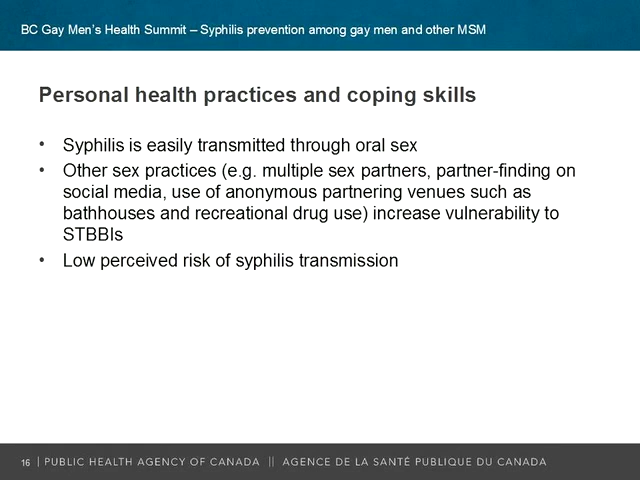 BC Gay Men's Health Summit – Syphilis prevention among gay men and other MSM
Personal health practices and coping skills
• Syphilis is easily transmitted through oral sex
• Other sex practices (e.g. multiple sex partners, partner-finding on
social media, use of anonymous partnering venues such as
bathhouses and recreational drug use) increase vulnerability to
STBBIs
• Low perceived risk of syphilis transmission
16 | PUBLIC HEALTH AGENCY OF CANADA || AGENCE DE LA SANTÉ PUBLIQUE DU CANADA